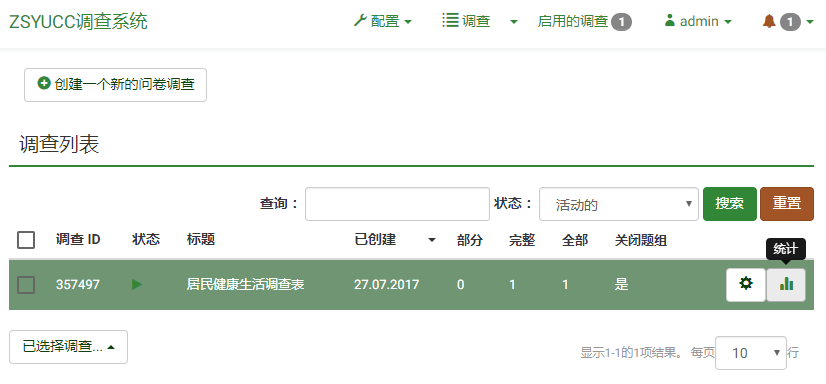 ZSYUCC调查系统 配置 调查 启用的调查 1 admin 1
创建一个新的问卷调查
调查列表
查询： 状态： 活动的 搜索 重置
调查 ID 状态 标题 已创建 部分 完整 全部 关闭题组
统计
357497 居民健康生活调查表 27.07.2017 0 1 1 是
已选择调查... 显示1-1的1项结果。 每页 10 行